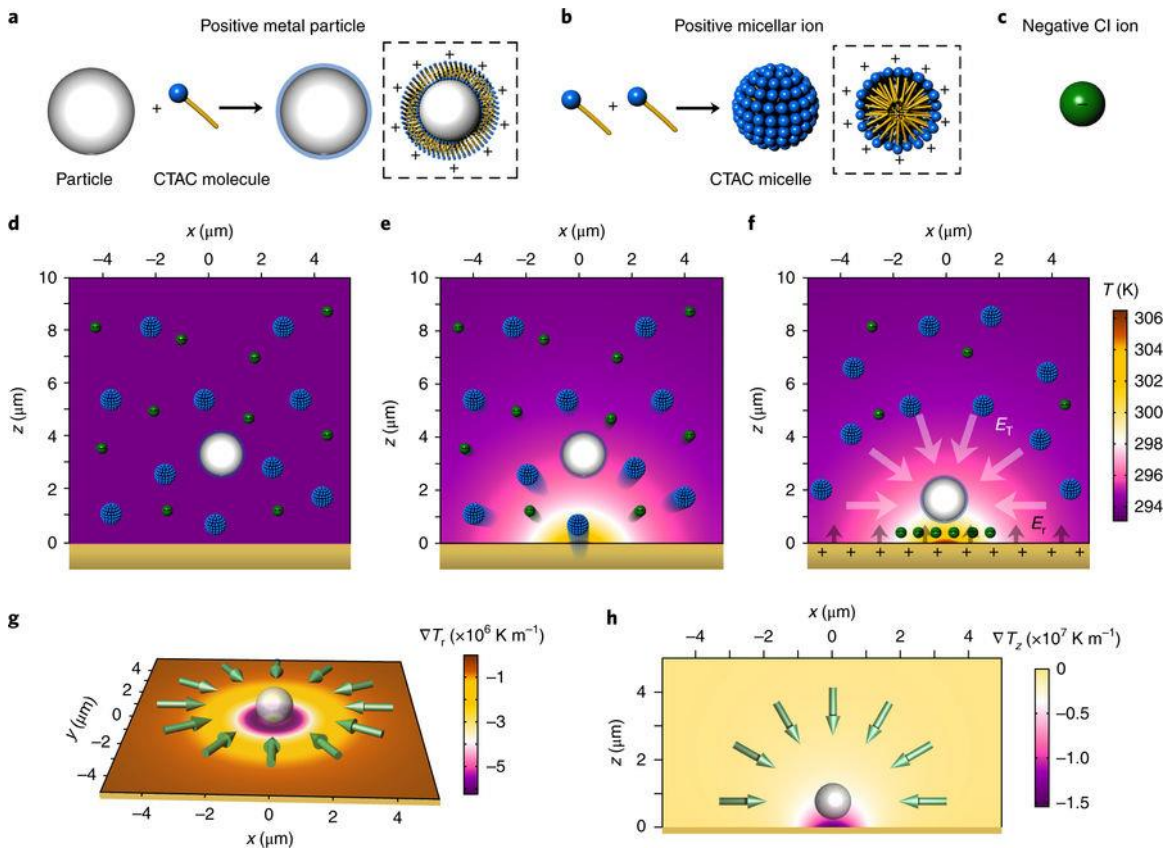 a
Positive metal particle
+
Particle
CTAC molecule
b
Positive micellar ion
+
CTAC micelle
c
Negative Cl ion
d
x (μm)
−4 −2 0 2 4
10
8
6
4
2
0
z (μm)
e
x (μm)
−4 −2 0 2 4
10
8
6
4
2
0
z (μm)
f
x (μm)
−4 −2 0 2 4
10
8
6
4
2
0
z (μm)
E_T
E_r
+ + + + + + + + +
T (K)
306
304
302
300
298
296
294
g
∇T_r (×10⁶ K m⁻¹)
−1
−3
−5
4
2
0
−2
−4
y (μm)
−4 −2 0 2 4
x (μm)
h
x (μm)
−4 −2 0 2 4
∇T_z (×10⁷ K m⁻¹)
0
−0.5
−1.0
−1.5
4
2
0
z (μm)